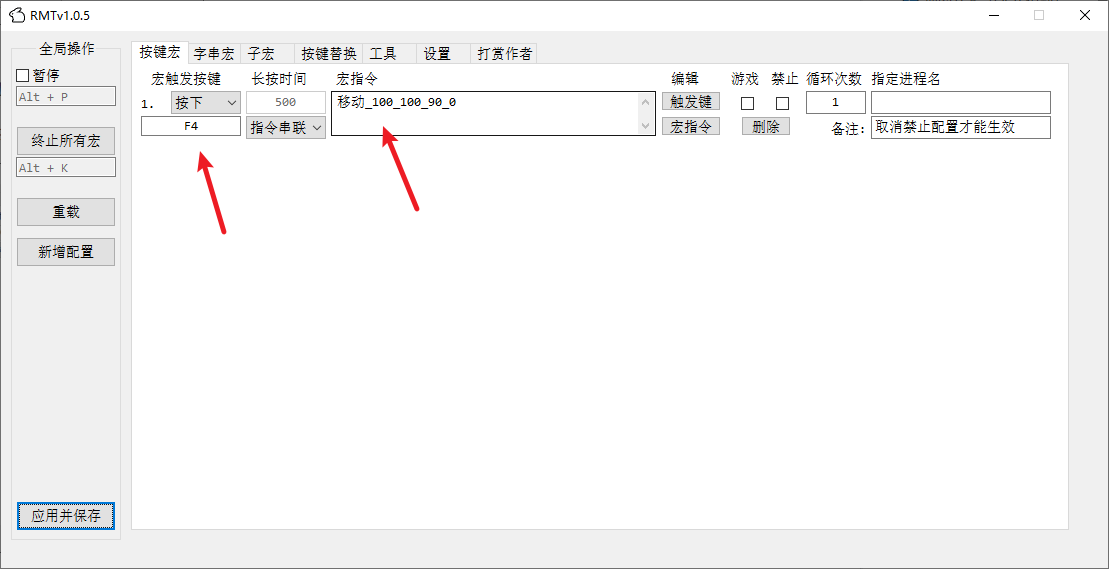 RMTv1.0.5
全局操作
暂停
Alt + P
终止所有宏
Alt + K
重载
新增配置
应用并保存
按键宏 字串宏 子宏 按键替换 工具 设置 打赏作者
宏触发按键 长按时间 宏指令 编辑 游戏 禁止 循环次数 指定进程名
1. 按下 500 移动_100_100_90_0 触发键 1
F4 指令串联 宏指令 删除 备注: 取消禁止配置才能生效